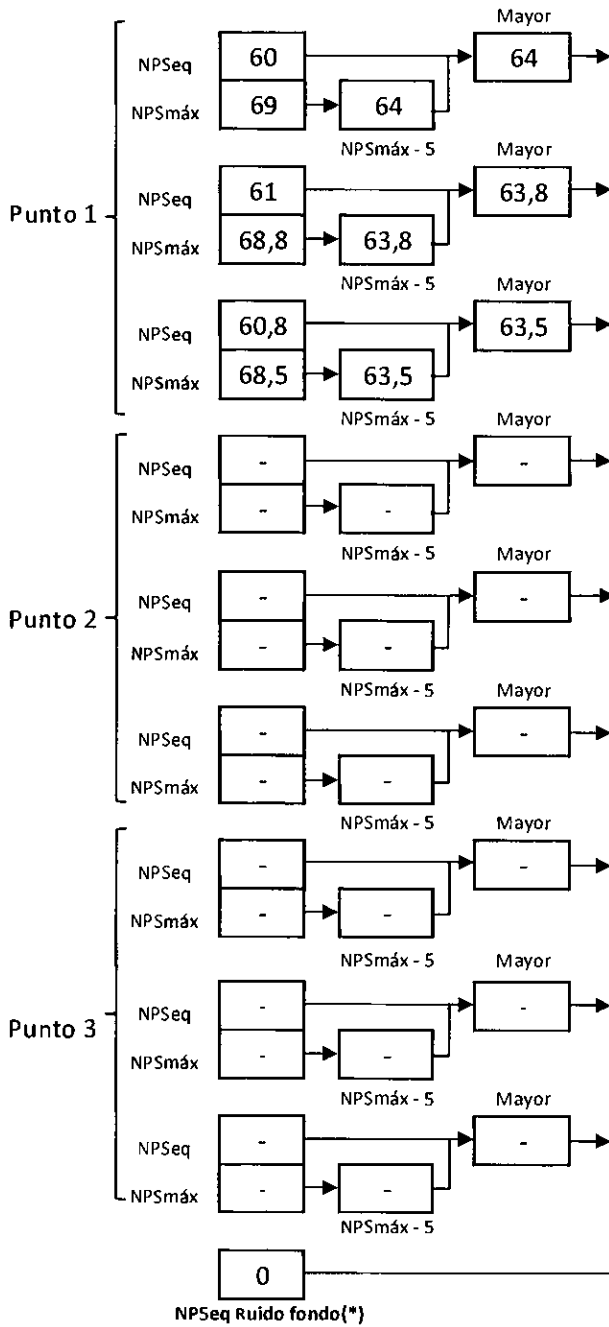 Mayor
NPSeq 60 64
NPSmáx 69 64
NPSmáx - 5
Mayor
NPSeq 61 63,8
Punto 1
NPSmáx 68,8 63,8
NPSmáx - 5
Mayor
NPSeq 60,8 63,5
NPSmáx 68,5 63,5
NPSmáx - 5
Mayor
NPSeq - -
NPSmáx - -
NPSmáx - 5
Mayor
NPSeq - -
Punto 2
NPSmáx - -
NPSmáx - 5
Mayor
NPSeq - -
NPSmáx - -
NPSmáx - 5
Mayor
NPSeq - -
NPSmáx - -
NPSmáx - 5
Mayor
NPSeq - -
Punto 3
NPSmáx - -
NPSmáx - 5
Mayor
NPSeq - -
NPSmáx - -
NPSmáx - 5
0
NPSeq Ruido fondo(*)